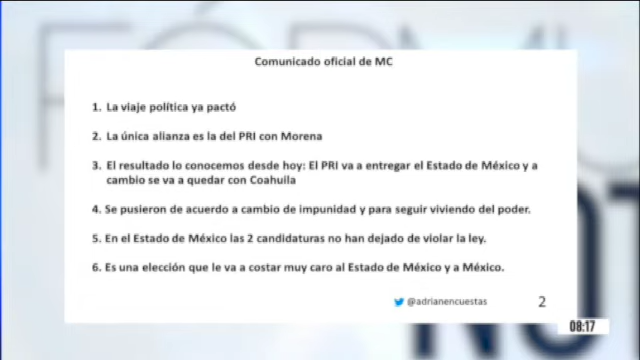 Comunicado oficial de MC
1. La viaje política ya pactó
2. La única alianza es la del PRI con Morena
3. El resultado lo conocemos desde hoy: El PRI va a entregar el Estado de México y a
cambio se va a quedar con Coahuila
4. Se pusieron de acuerdo a cambio de impunidad y para seguir viviendo del poder.
5. En el Estado de México las 2 candidaturas no han dejado de violar la ley.
6. Es una elección que le va a costar muy caro al Estado de México y a México.
@adrianencuestas
2
08:17